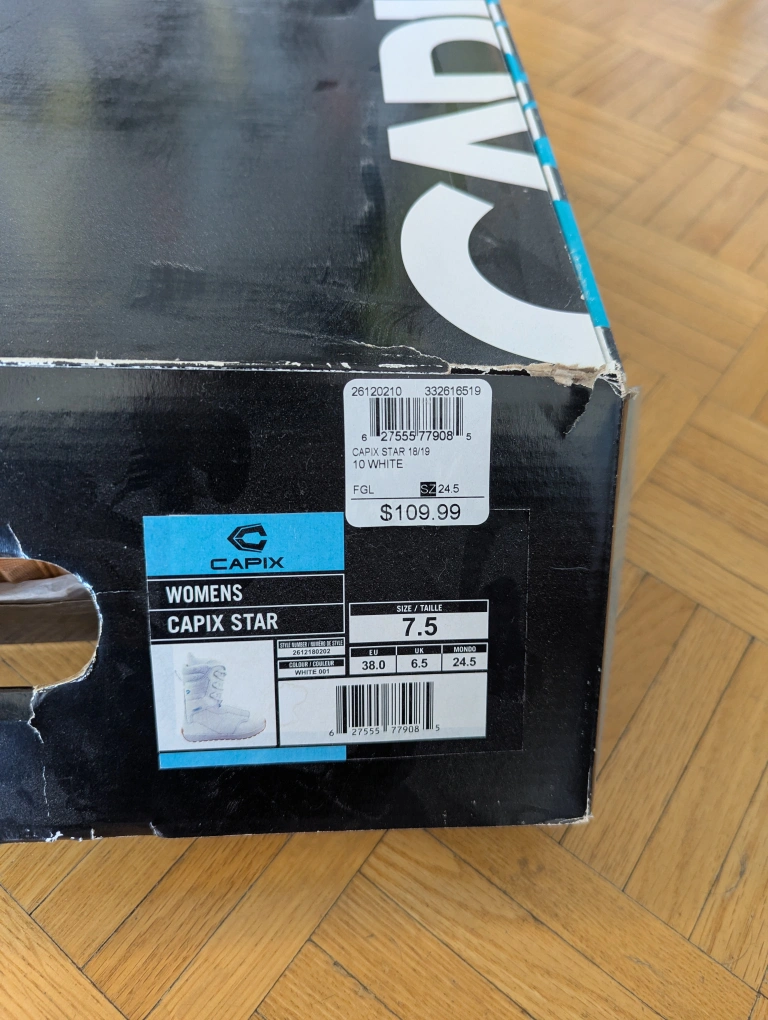 CAPI
26120210 332616519
6 27555 77908 5
CAPIX STAR 18/19
10 WHITE
FGL SZ 24.5
$109.99
CAPIX
WOMENS
CAPIX STAR
SIZE / TAILLE
7.5
STYLE NUMBER / NUMÉRO DE STYLE
2612180202
COLOUR / COULEUR
WHITE 001
EU UK MONDO
38.0 6.5 24.5
6 27555 77908 5